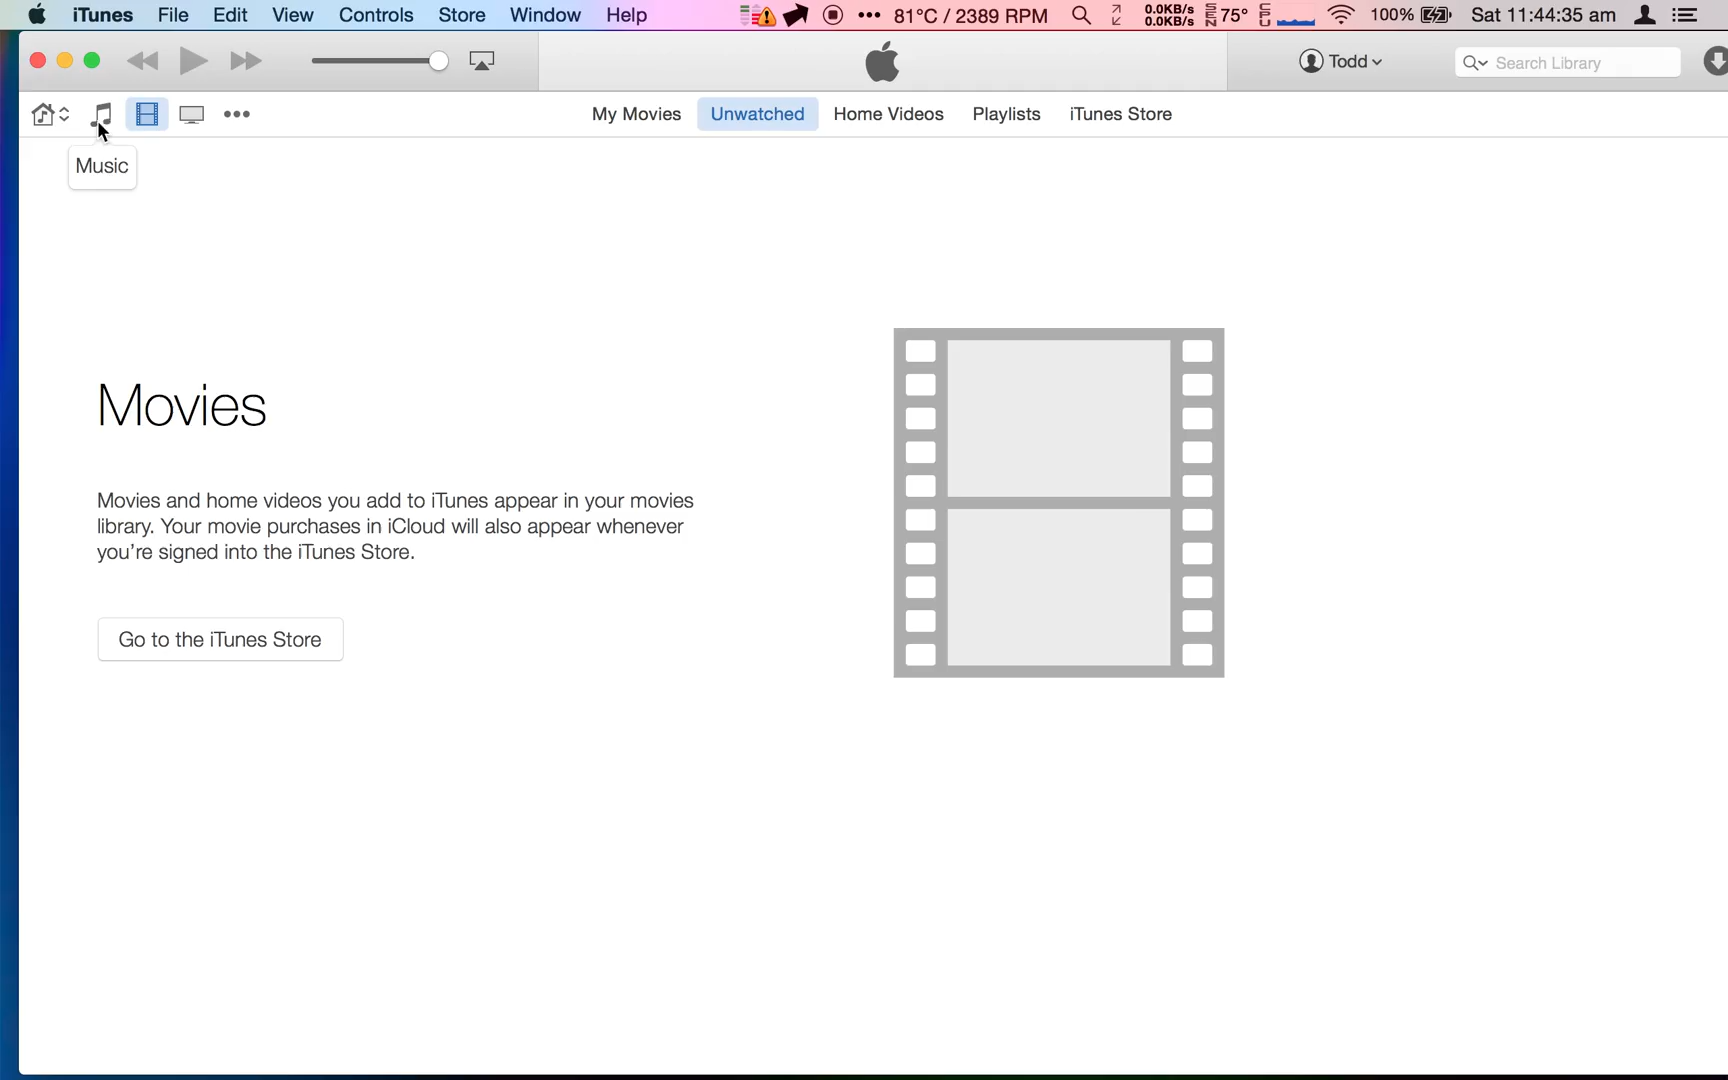 iTunes File Edit View Controls Store Window Help 81°C / 2389 RPM 0.0KB/s 0.0KB/s SEN 75° CPU 100% Sat 11:44:35 am
Todd Search Library
My Movies Unwatched Home Videos Playlists iTunes Store
Music
Movies
Movies and home videos you add to iTunes appear in your movies
library. Your movie purchases in iCloud will also appear whenever
you’re signed into the iTunes Store.
Go to the iTunes Store